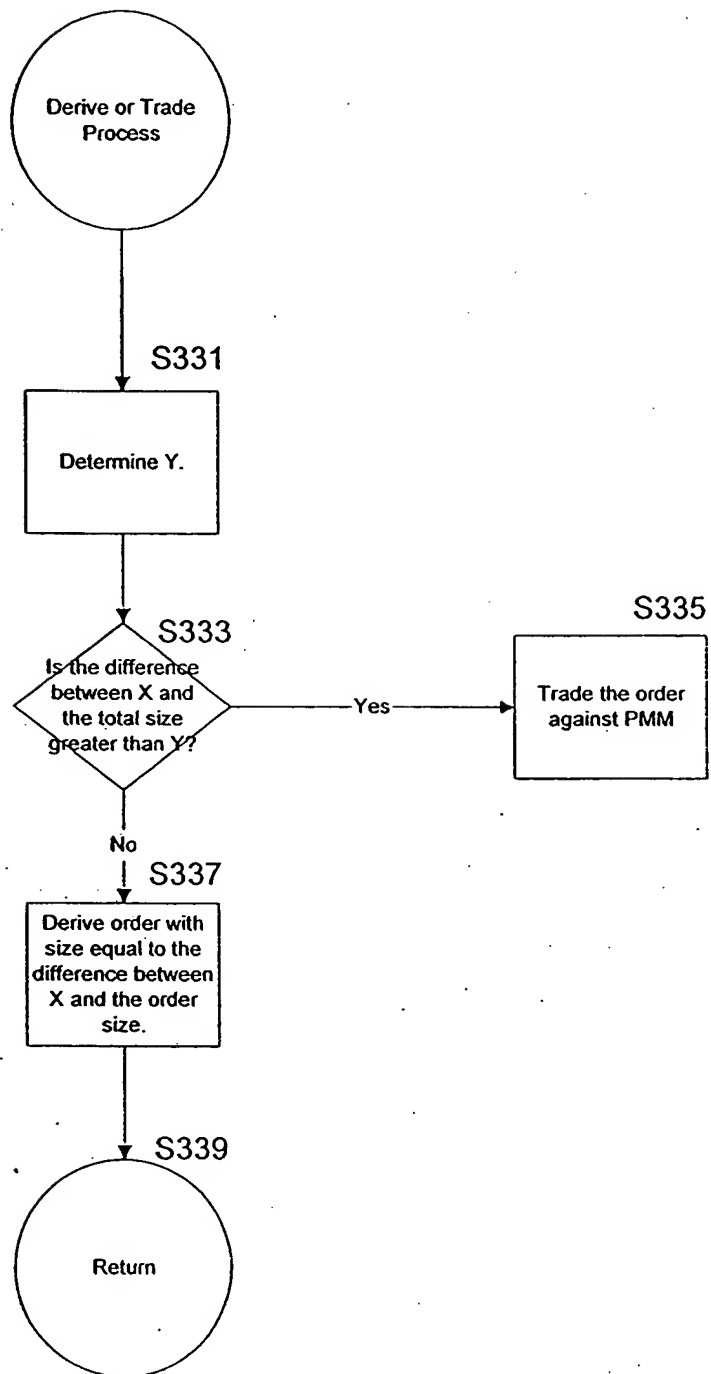 Derive or Trade
Process
S331
Determine Y.
S333
Is the difference
between X and
the total size
greater than Y?
Yes
S335
Trade the order
against PMM
No
S337
Derive order with
size equal to the
difference between
X and the order
size.
S339
Return